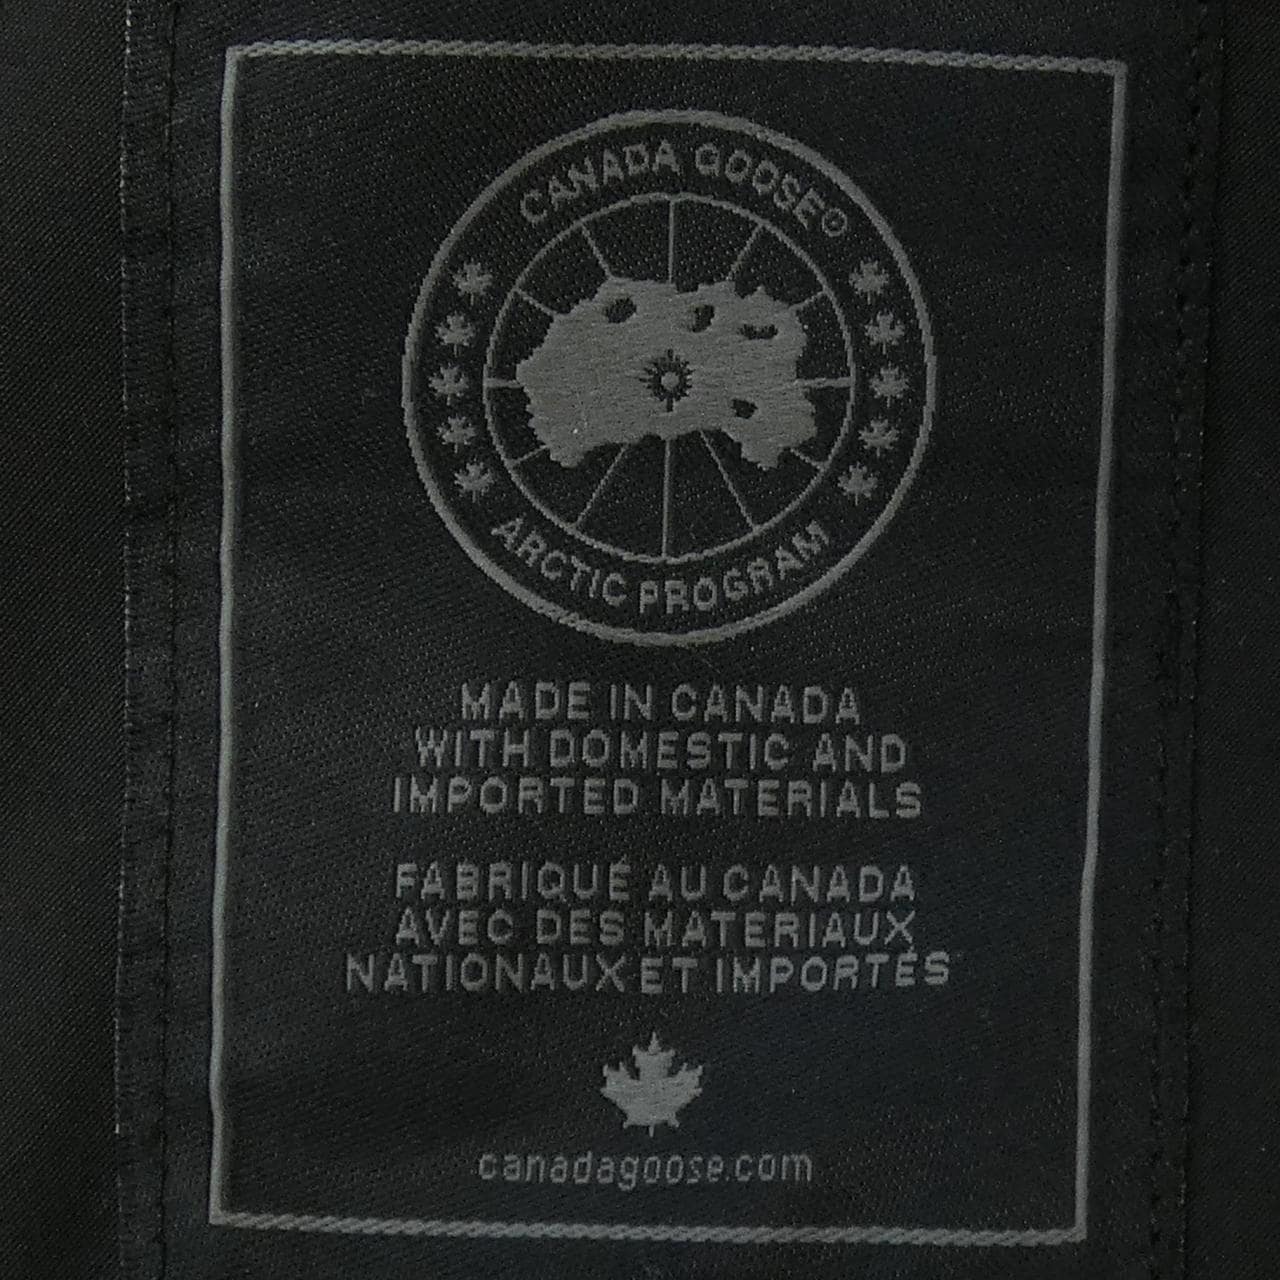 CANADA GOOSE®
ARCTIC PROGRAM
MADE IN CANADA
WITH DOMESTIC AND
IMPORTED MATERIALS
FABRIQUÉ AU CANADA
AVEC DES MATERIAUX
NATIONAUX ET IMPORTÉS
canadagoose.com